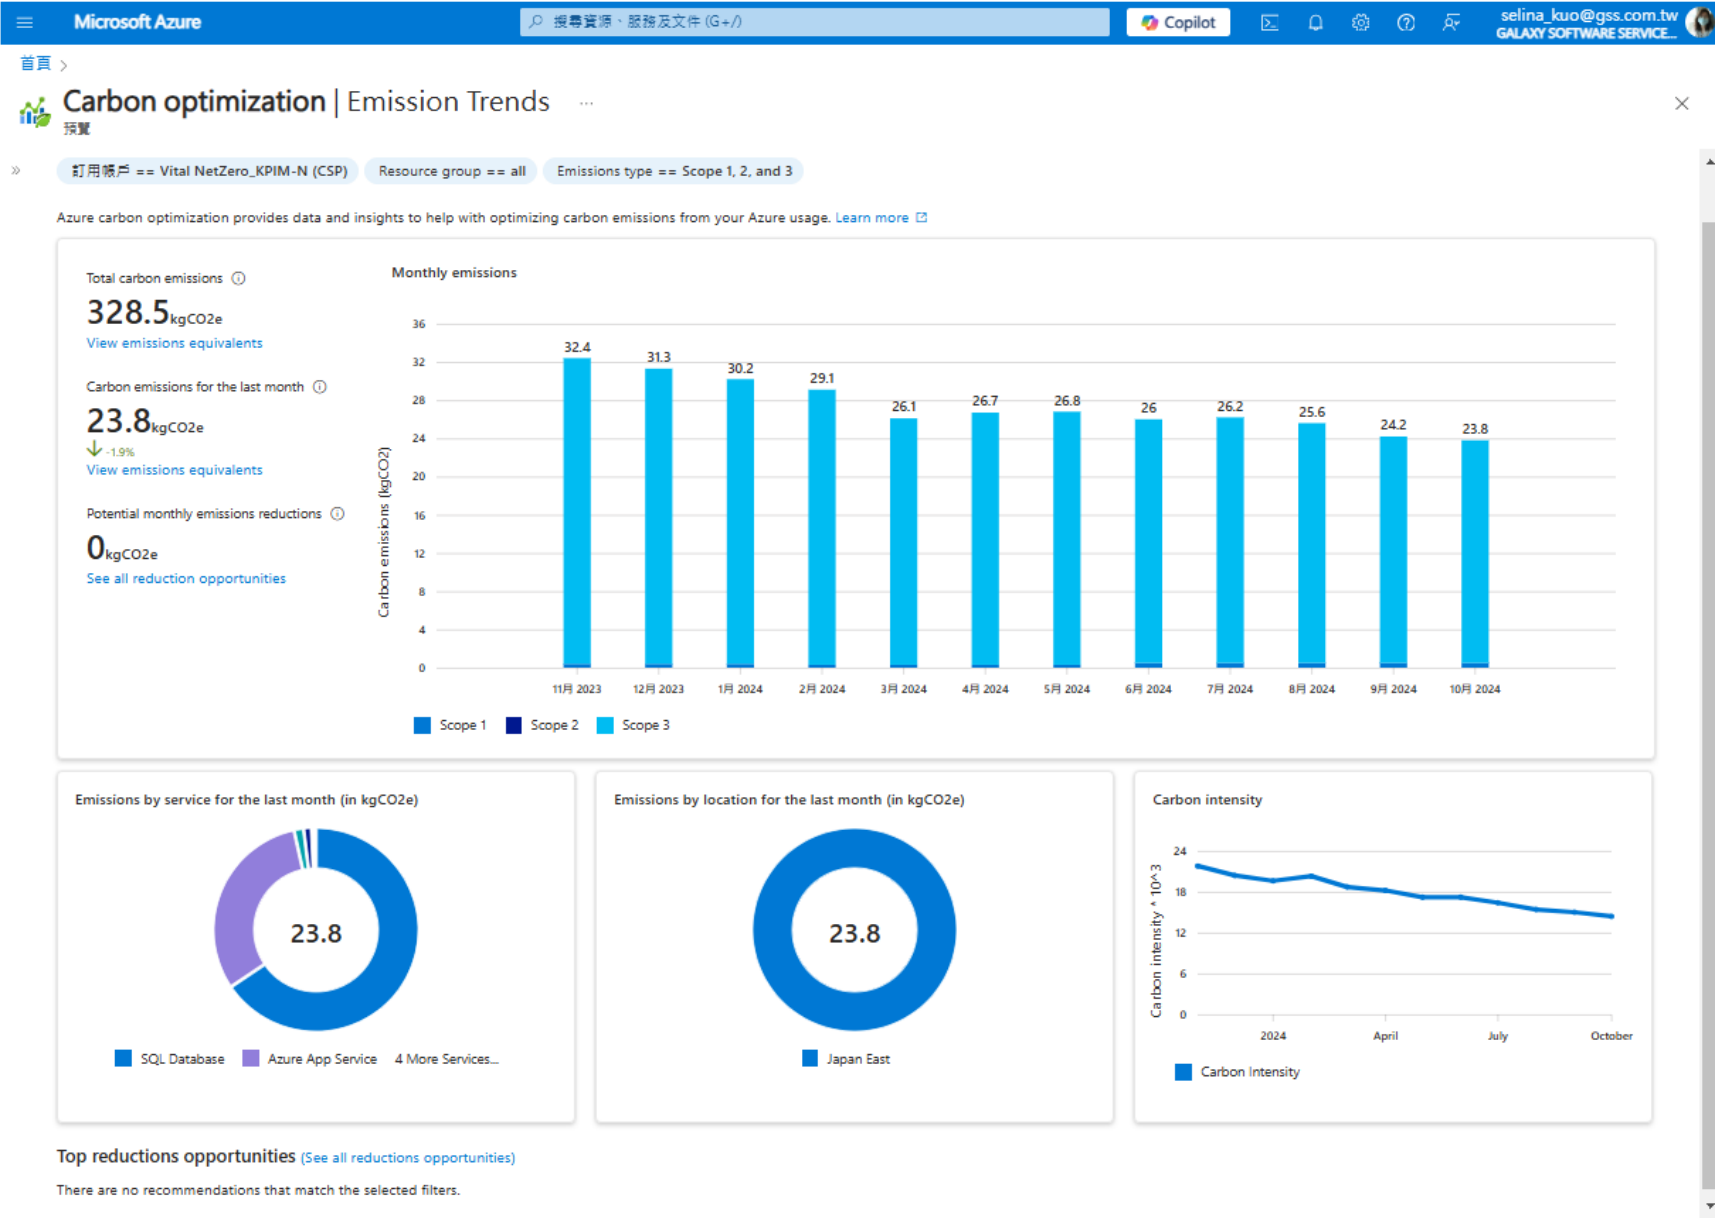 Microsoft Azure
搜尋資源、服務及文件 (G+/)
Copilot
selina_kuo@gss.com.tw
GALAXY SOFTWARE SERVICE...
首頁 >
Carbon optimization | Emission Trends ...
預覽
訂用帳戶 == Vital NetZero_KPIM-N (CSP)
Resource group == all
Emissions type == Scope 1, 2, and 3
Azure carbon optimization provides data and insights to help with optimizing carbon emissions from your Azure usage. Learn more
Total carbon emissions
328.5kgCO2e
View emissions equivalents
Carbon emissions for the last month
23.8kgCO2e
-1.9%
View emissions equivalents
Potential monthly emissions reductions
0kgCO2e
See all reduction opportunities
Monthly emissions
Carbon emissions (kgCO2)
36
32
28
24
20
16
12
8
4
0
32.4
31.3
30.2
29.1
26.1
26.7
26.8
26
26.2
25.6
24.2
23.8
11月 2023
12月 2023
1月 2024
2月 2024
3月 2024
4月 2024
5月 2024
6月 2024
7月 2024
8月 2024
9月 2024
10月 2024
Scope 1
Scope 2
Scope 3
Emissions by service for the last month (in kgCO2e)
23.8
SQL Database
Azure App Service
4 More Services...
Emissions by location for the last month (in kgCO2e)
23.8
Japan East
Carbon intensity
Carbon intensity * 10^3
24
18
12
6
0
2024
April
July
October
Carbon Intensity
Top reductions opportunities (See all reductions opportunities)
There are no recommendations that match the selected filters.